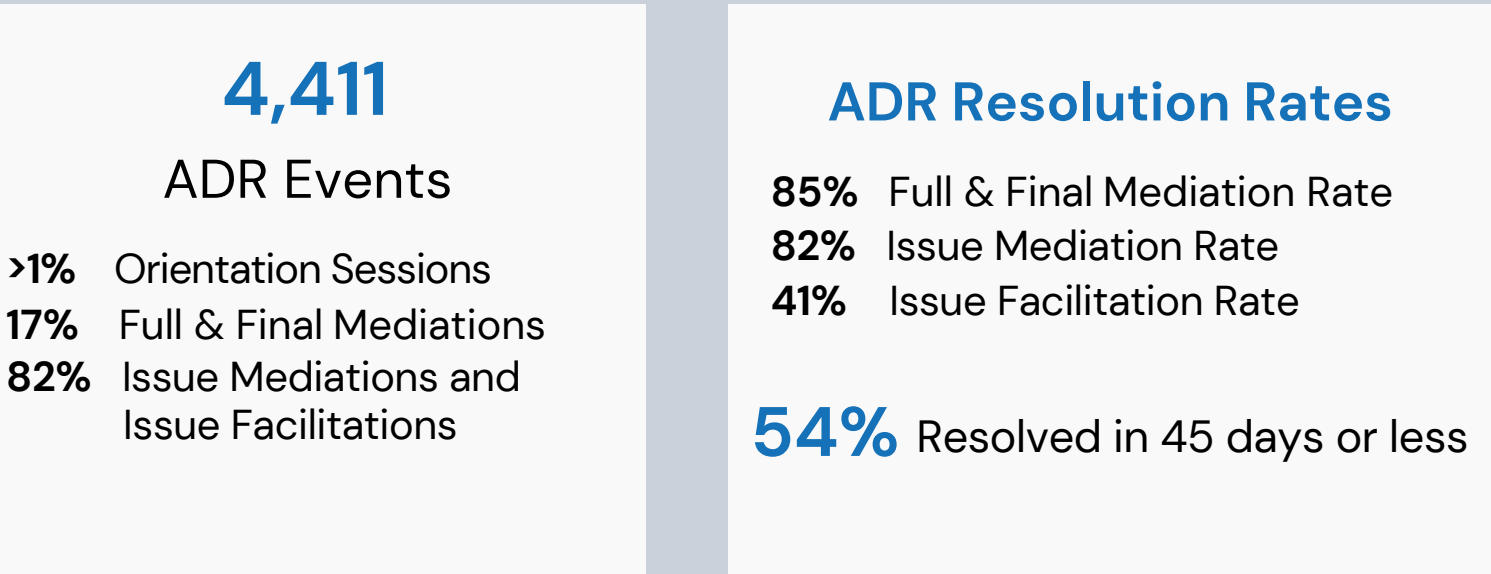 4,411
ADR Events
>1% Orientation Sessions
17% Full & Final Mediations
82% Issue Mediations and
Issue Facilitations
ADR Resolution Rates
85% Full & Final Mediation Rate
82% Issue Mediation Rate
41% Issue Facilitation Rate
54% Resolved in 45 days or less